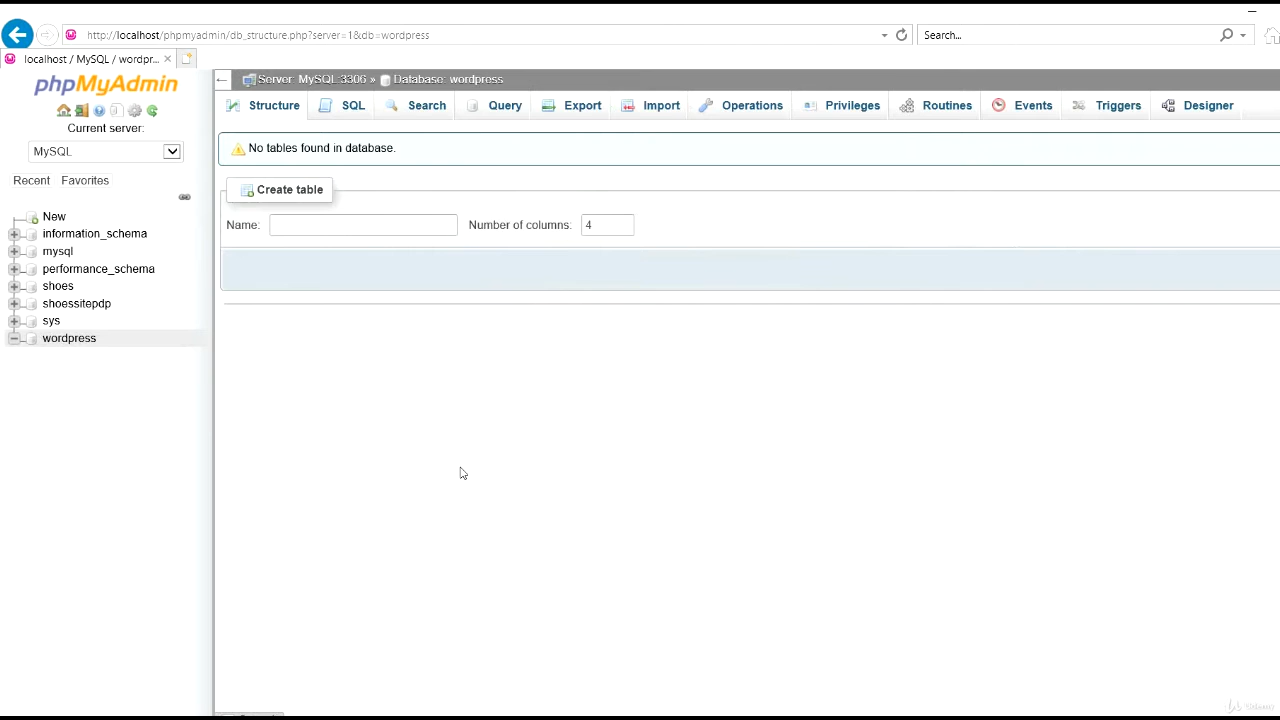 http://localhost/phpmyadmin/db_structure.php?server=1&db=wordpress
Search...
localhost / MySQL / wordpr...
phpMyAdmin
Server: MySQL:3306 » Database: wordpress
Structure SQL Search Query Export Import Operations Privileges Routines Events Triggers Designer
Current server:
MySQL
No tables found in database.
Recent Favorites
Create table
Name: Number of columns: 4
New
information_schema
mysql
performance_schema
shoes
shoessitepdp
sys
wordpress